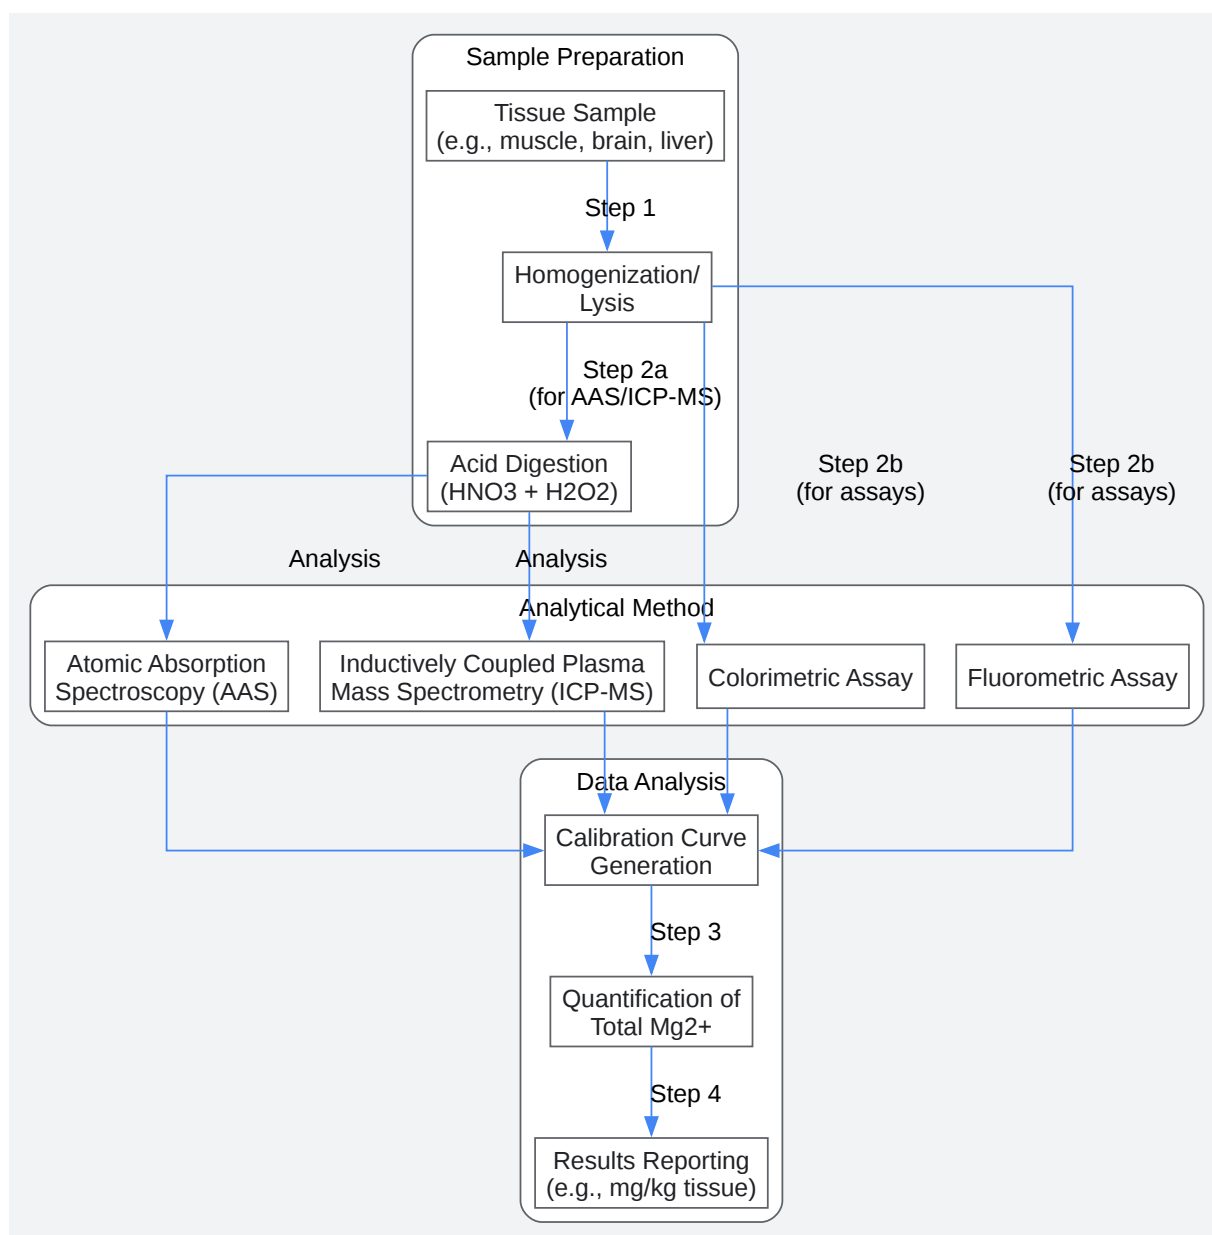 Sample Preparation
Tissue Sample
(e.g., muscle, brain, liver)
Step 1
Homogenization/
Lysis
Step 2a
(for AAS/ICP-MS)
Acid Digestion
(HNO3 + H2O2)
Step 2b
(for assays)
Step 2b
(for assays)
Analysis
Analysis
Analytical Method
Atomic Absorption
Spectroscopy (AAS)
Inductively Coupled Plasma
Mass Spectrometry (ICP-MS)
Colorimetric Assay
Fluorometric Assay
Data Analysis
Calibration Curve
Generation
Step 3
Quantification of
Total Mg2+
Step 4
Results Reporting
(e.g., mg/kg tissue)